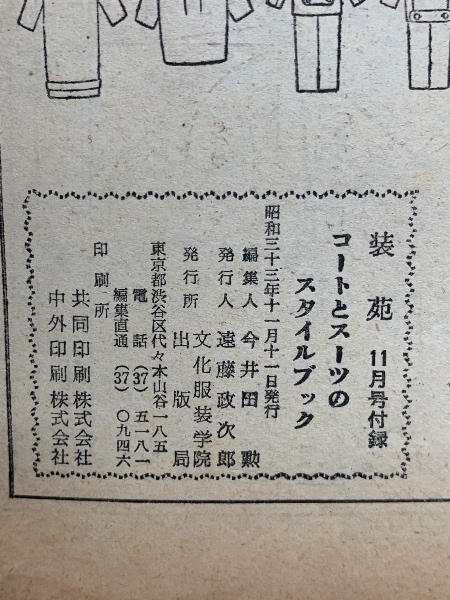 装苑 11月号付録
コートとスーツの
スタイルブック
昭和三十三年十一月十一日発行
編集人 今井田勲
発行人 遠藤政次郎
発行所 文化服装学院
出版局
東京都渋谷区代々木山谷一八五
電話(37)五一八一
編集直通(37)〇九四六
印刷所
共同印刷株式会社
中外印刷株式会社